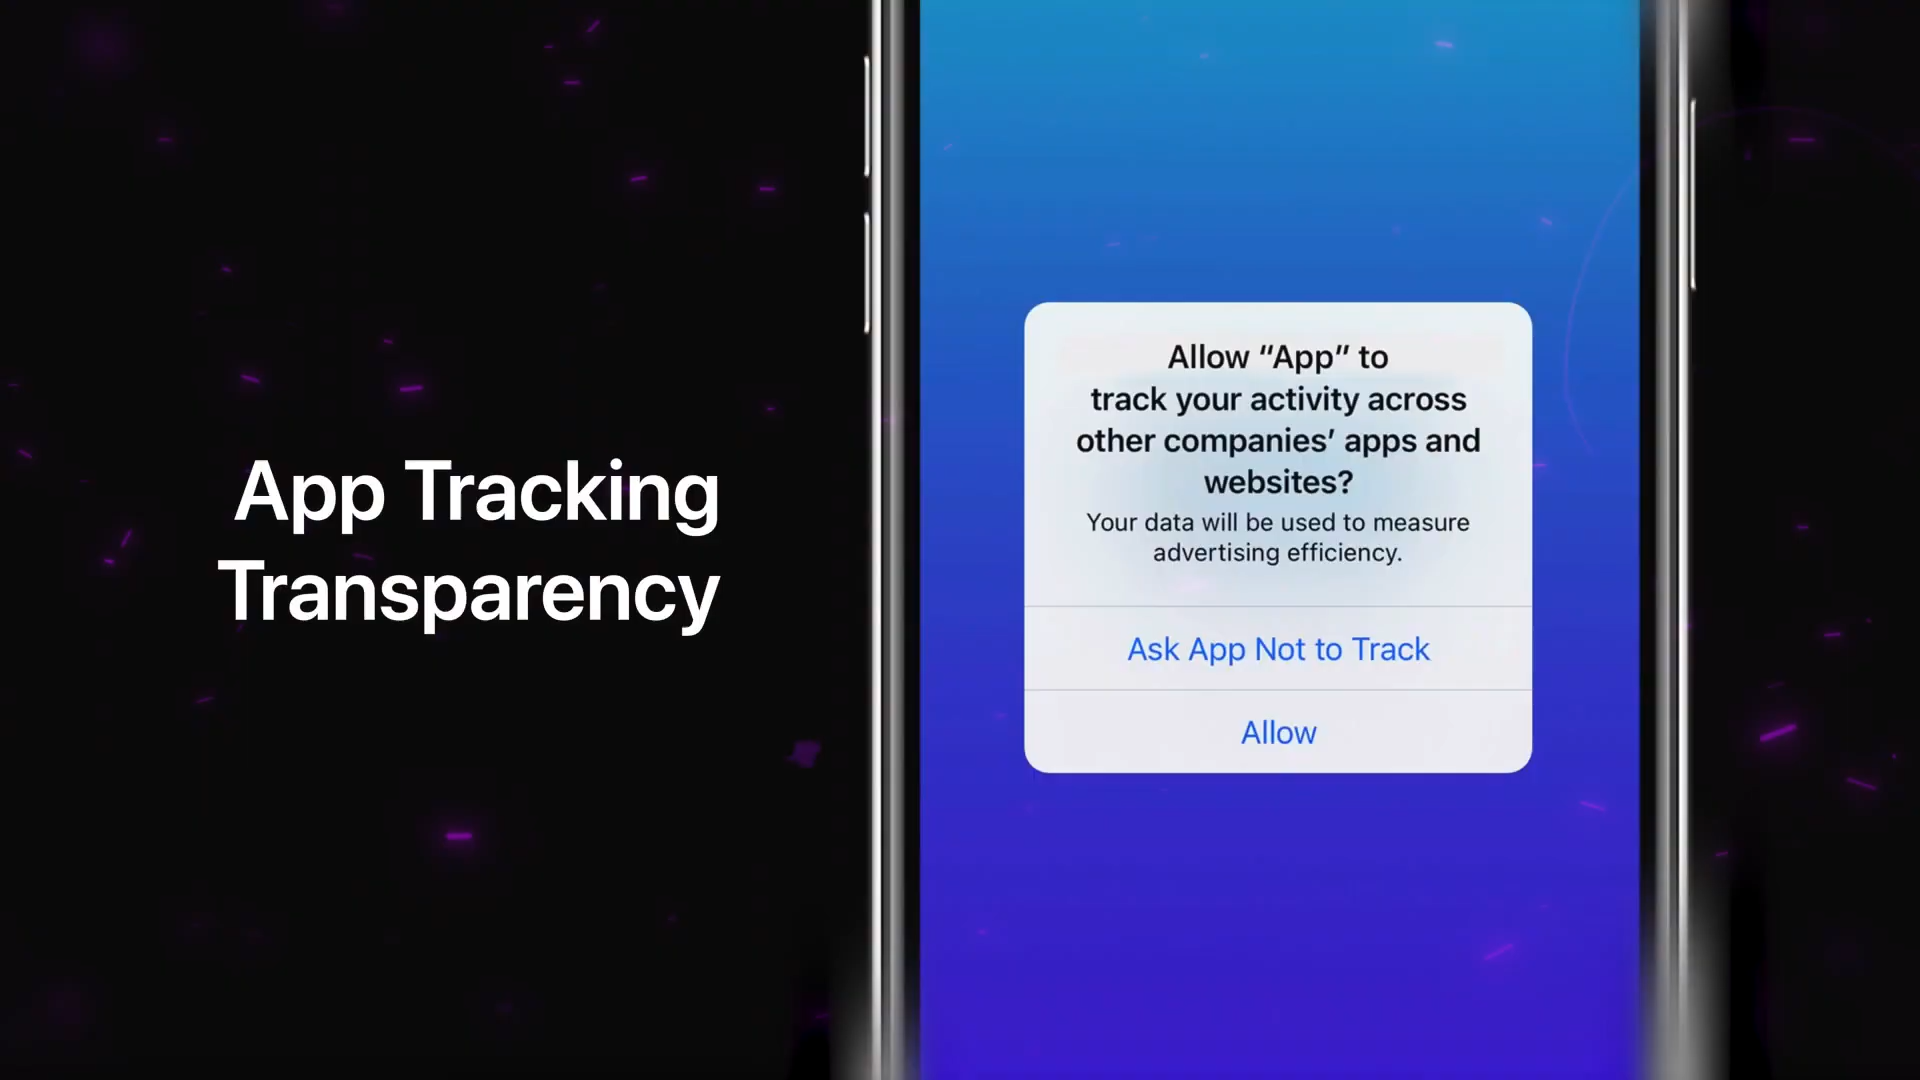 App Tracking
Transparency
Allow “App” to
track your activity across
other companies’ apps and
websites?
Your data will be used to measure
advertising efficiency.
Ask App Not to Track
Allow